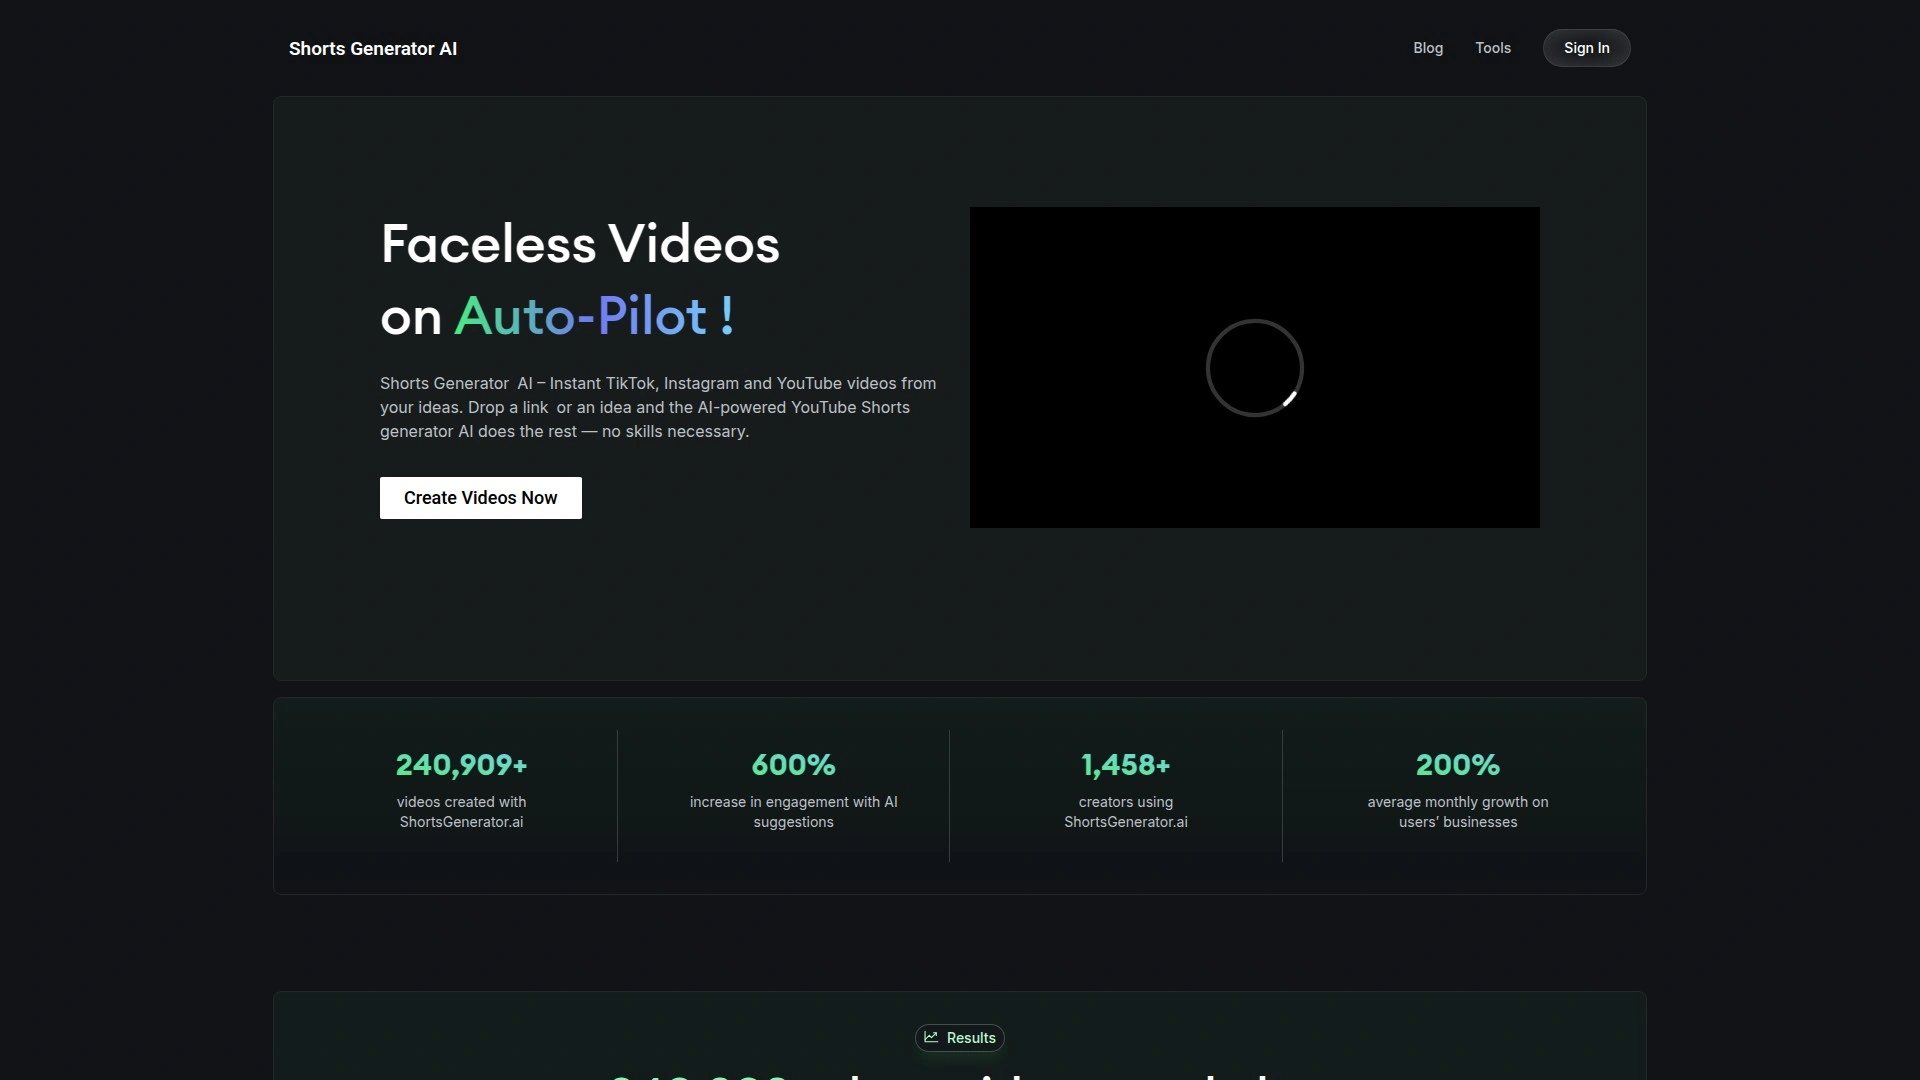 Shorts Generator AI
Blog
Tools
Sign In
Faceless Videos
on Auto-Pilot !
Shorts Generator  AI – Instant TikTok, Instagram and YouTube videos from
your ideas. Drop a link  or an idea and the AI-powered YouTube Shorts
generator AI does the rest — no skills necessary.
Create Videos Now
240,909+
videos created with
ShortsGenerator.ai
600%
increase in engagement with AI
suggestions
1,458+
creators using
ShortsGenerator.ai
200%
average monthly growth on
users’ businesses
Results